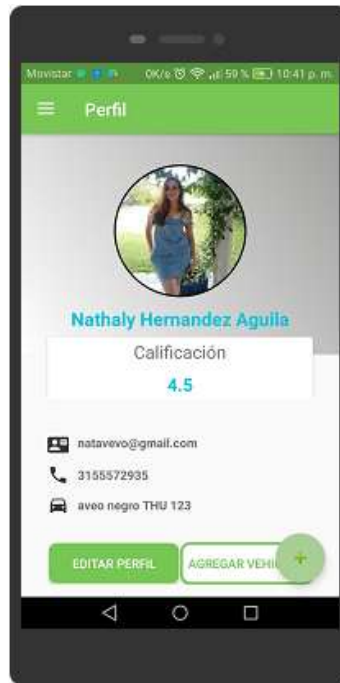 Movistar 0K/s 59 % 10:41 p. m.
Perfil
Nathaly Hernandez Aguila
Calificación
4.5
natavevo@gmail.com
3155572935
aveo negro THU 123
EDITAR PERFIL
AGREGAR VEHI
+